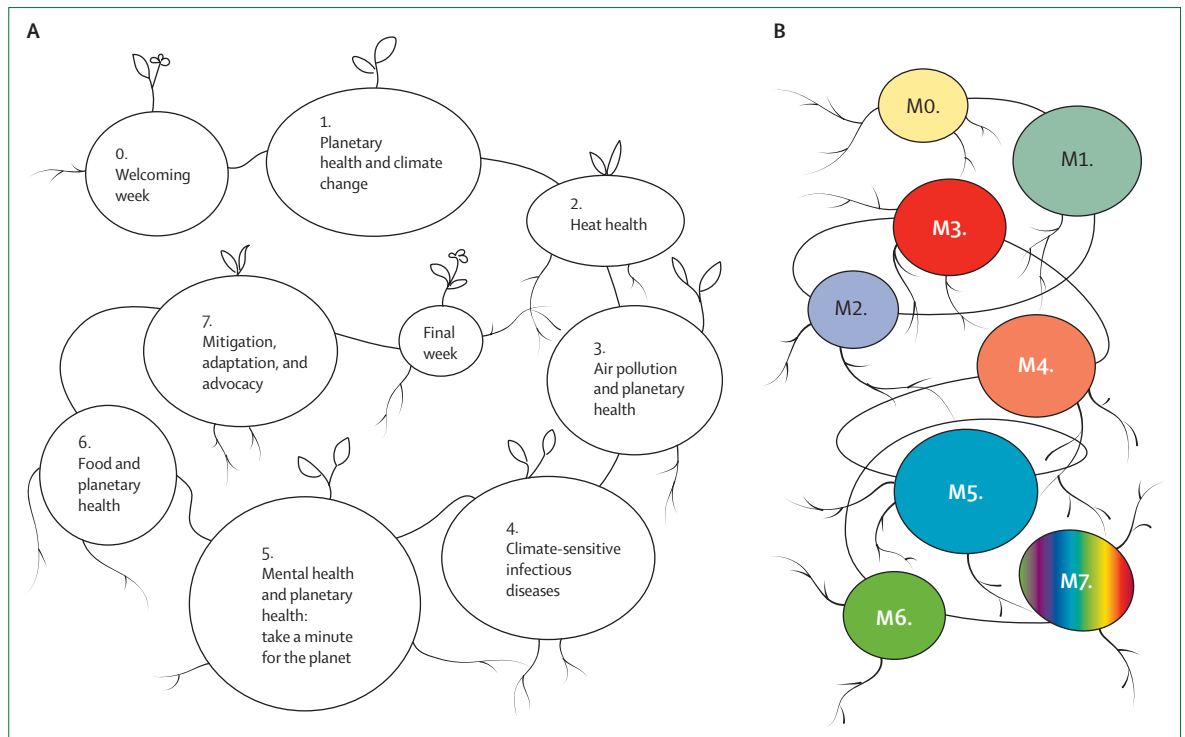 A
0.
Welcoming
week
1.
Planetary
health and climate
change
2.
Heat health
3.
Air pollution
and planetary
health
4.
Climate-sensitive
infectious
diseases
5.
Mental health
and planetary
health:
take a minute
for the planet
6.
Food and
planetary
health
7.
Mitigation,
adaptation, and
advocacy
Final
week
B
M0.
M1.
M3.
M2.
M4.
M5.
M7.
M6.